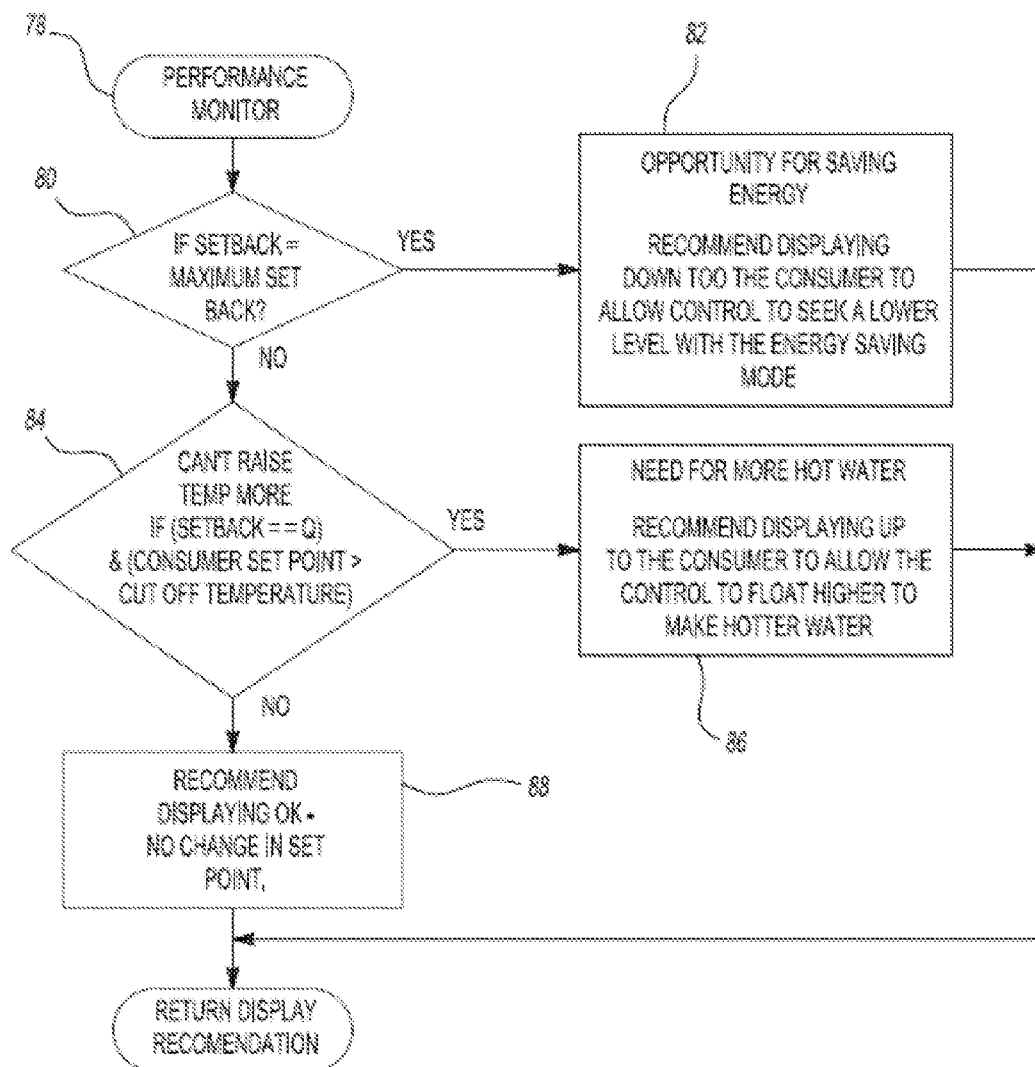 78
PERFORMANCE
MONITOR
80
IF SETBACK =
MAXIMUM SET
BACK?
YES
NO
82
OPPORTUNITY FOR SAVING
ENERGY
RECOMMEND DISPLAYING
DOWN TOO THE CONSUMER TO
ALLOW CONTROL TO SEEK A LOWER
LEVEL WITH THE ENERGY SAVING
MODE
84
CAN'T RAISE
TEMP MORE
IF (SETBACK == Q)
& (CONSUMER SET POINT >
CUT OFF TEMPERATURE)
YES
NO
NEED FOR MORE HOT WATER
RECOMMEND DISPLAYING UP
TO THE CONSUMER TO ALLOW THE
CONTROL TO FLOAT HIGHER TO
MAKE HOTTER WATER
86
RECOMMEND
DISPLAYING OK -
NO CHANGE IN SET
POINT,
88
RETURN DISPLAY
RECOMENDATION